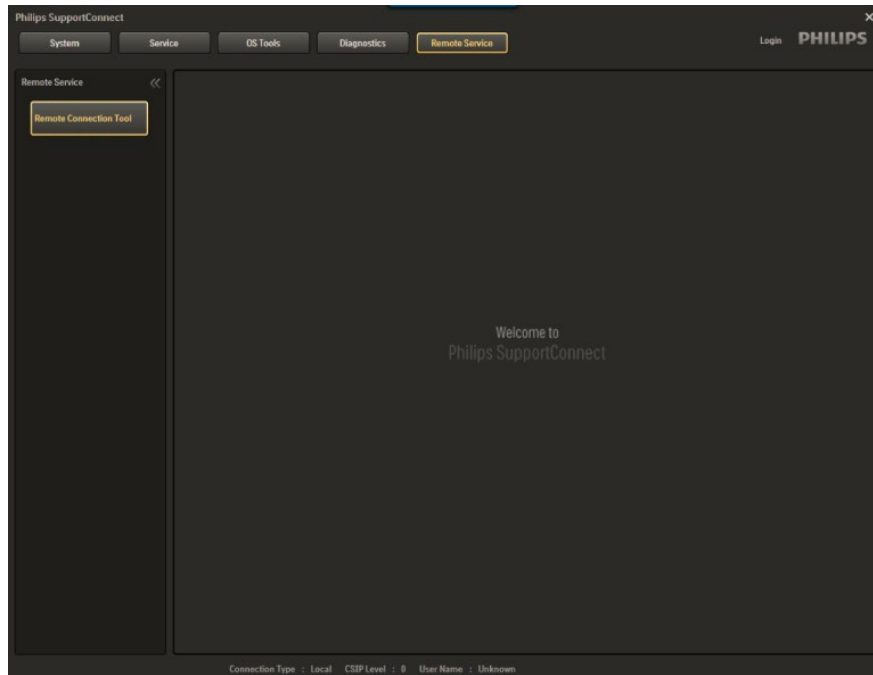 Philips SupportConnect
System Service OS Tools Diagnostics Remote Service Login PHILIPS
Remote Service
Remote Connection Tool
Welcome to
Philips SupportConnect
Connection Type : Local CSIP Level : 0 User Name : Unknown